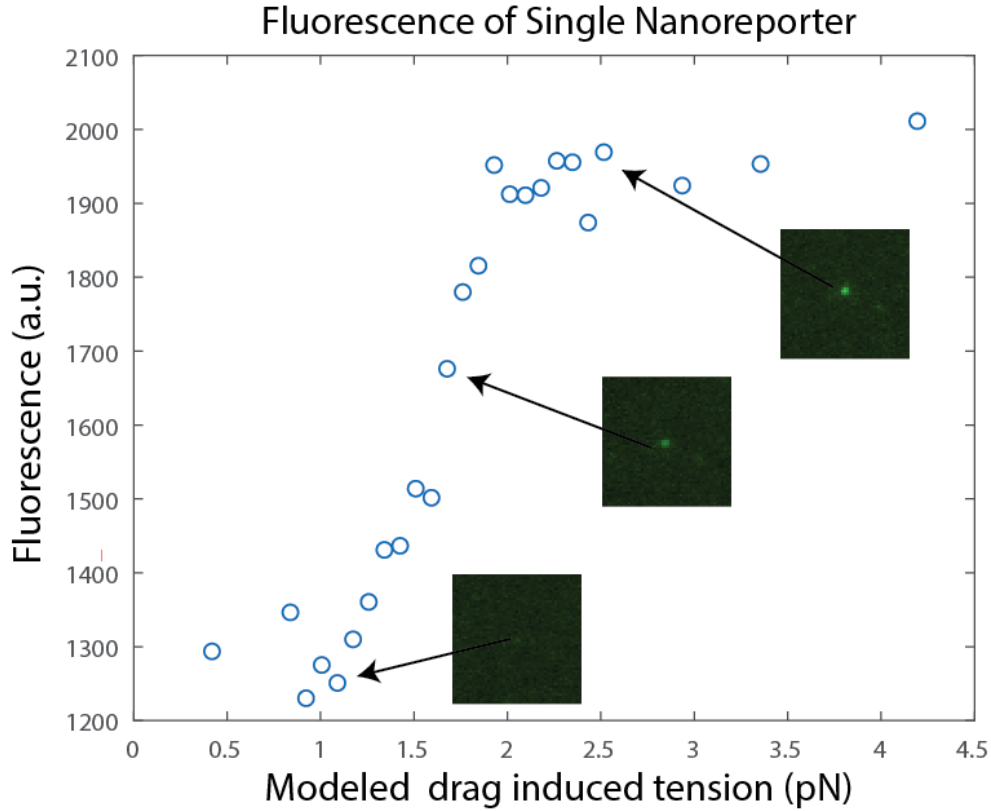 Fluorescence of Single Nanoreporter
Fluorescence (a.u.)
2100
2000
1900
1800
1700
1600
1500
1400
1300
1200
0 0.5 1 1.5 2 2.5 3 3.5 4 4.5
Modeled drag induced tension (pN)